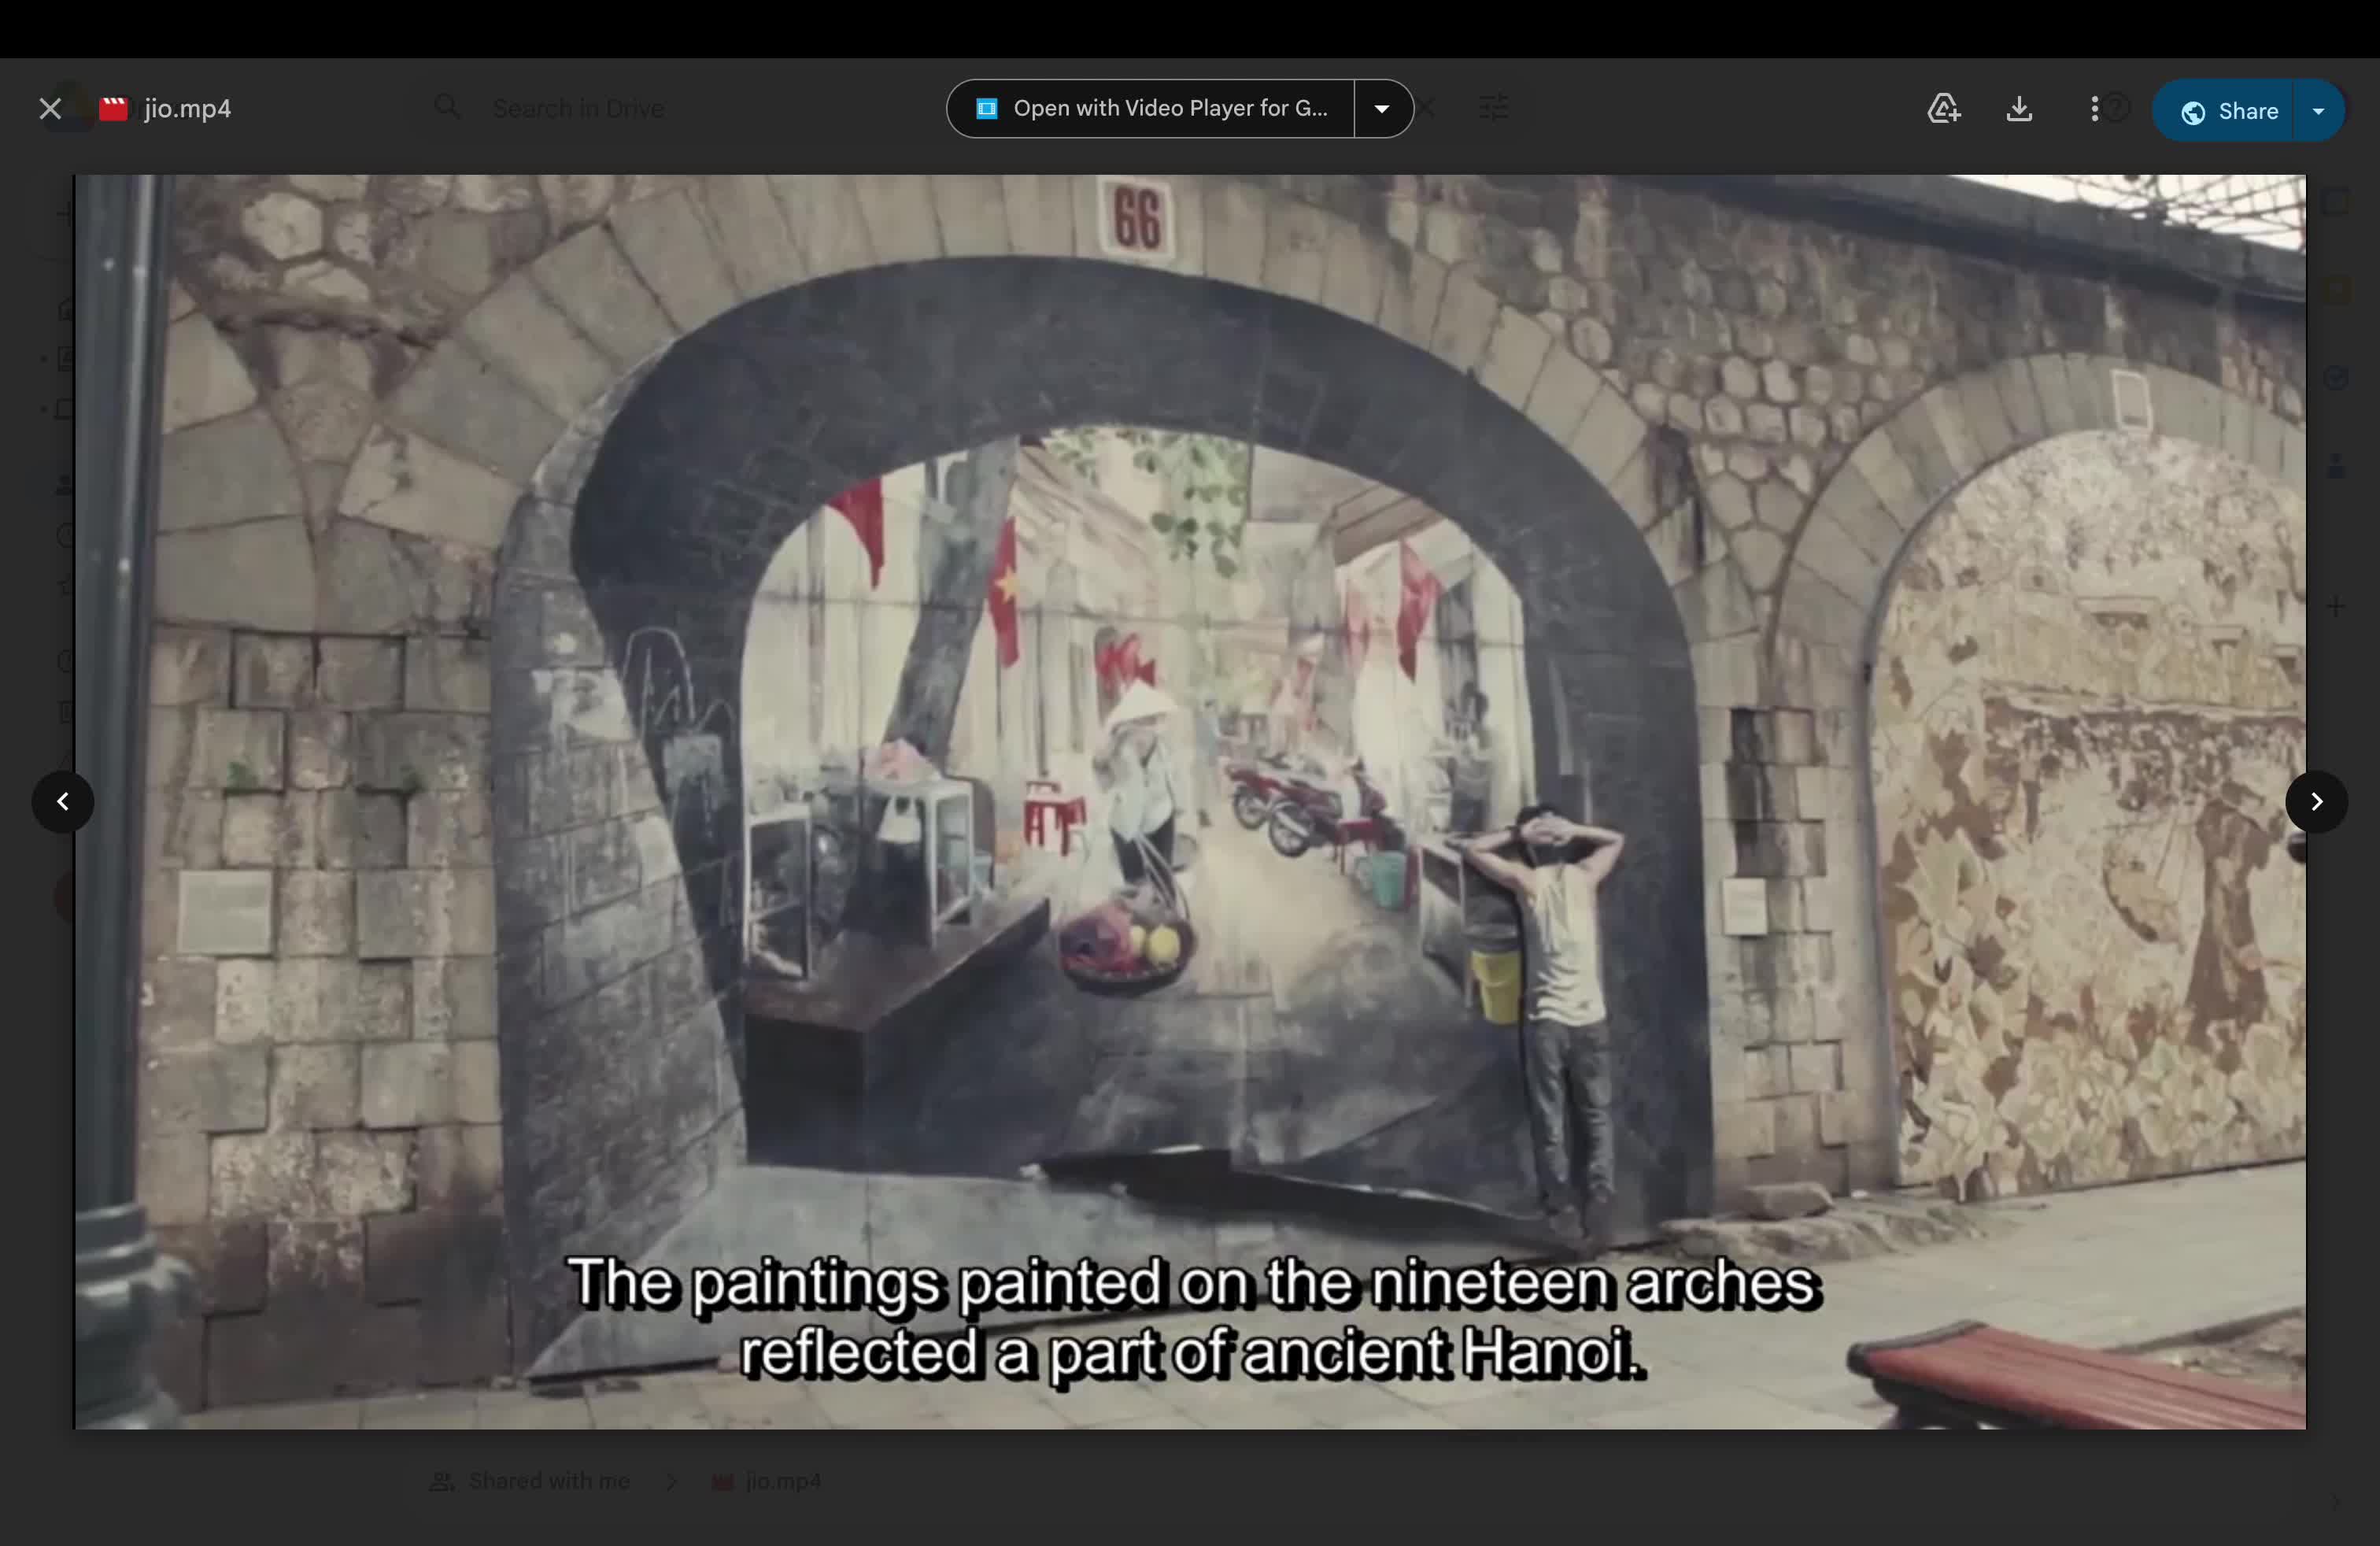 jio.mp4
Search in Drive
Open with Video Player for G...
Share
66
The paintings painted on the nineteen arches
reflected a part of ancient Hanoi.
Shared with me
jio.mp4